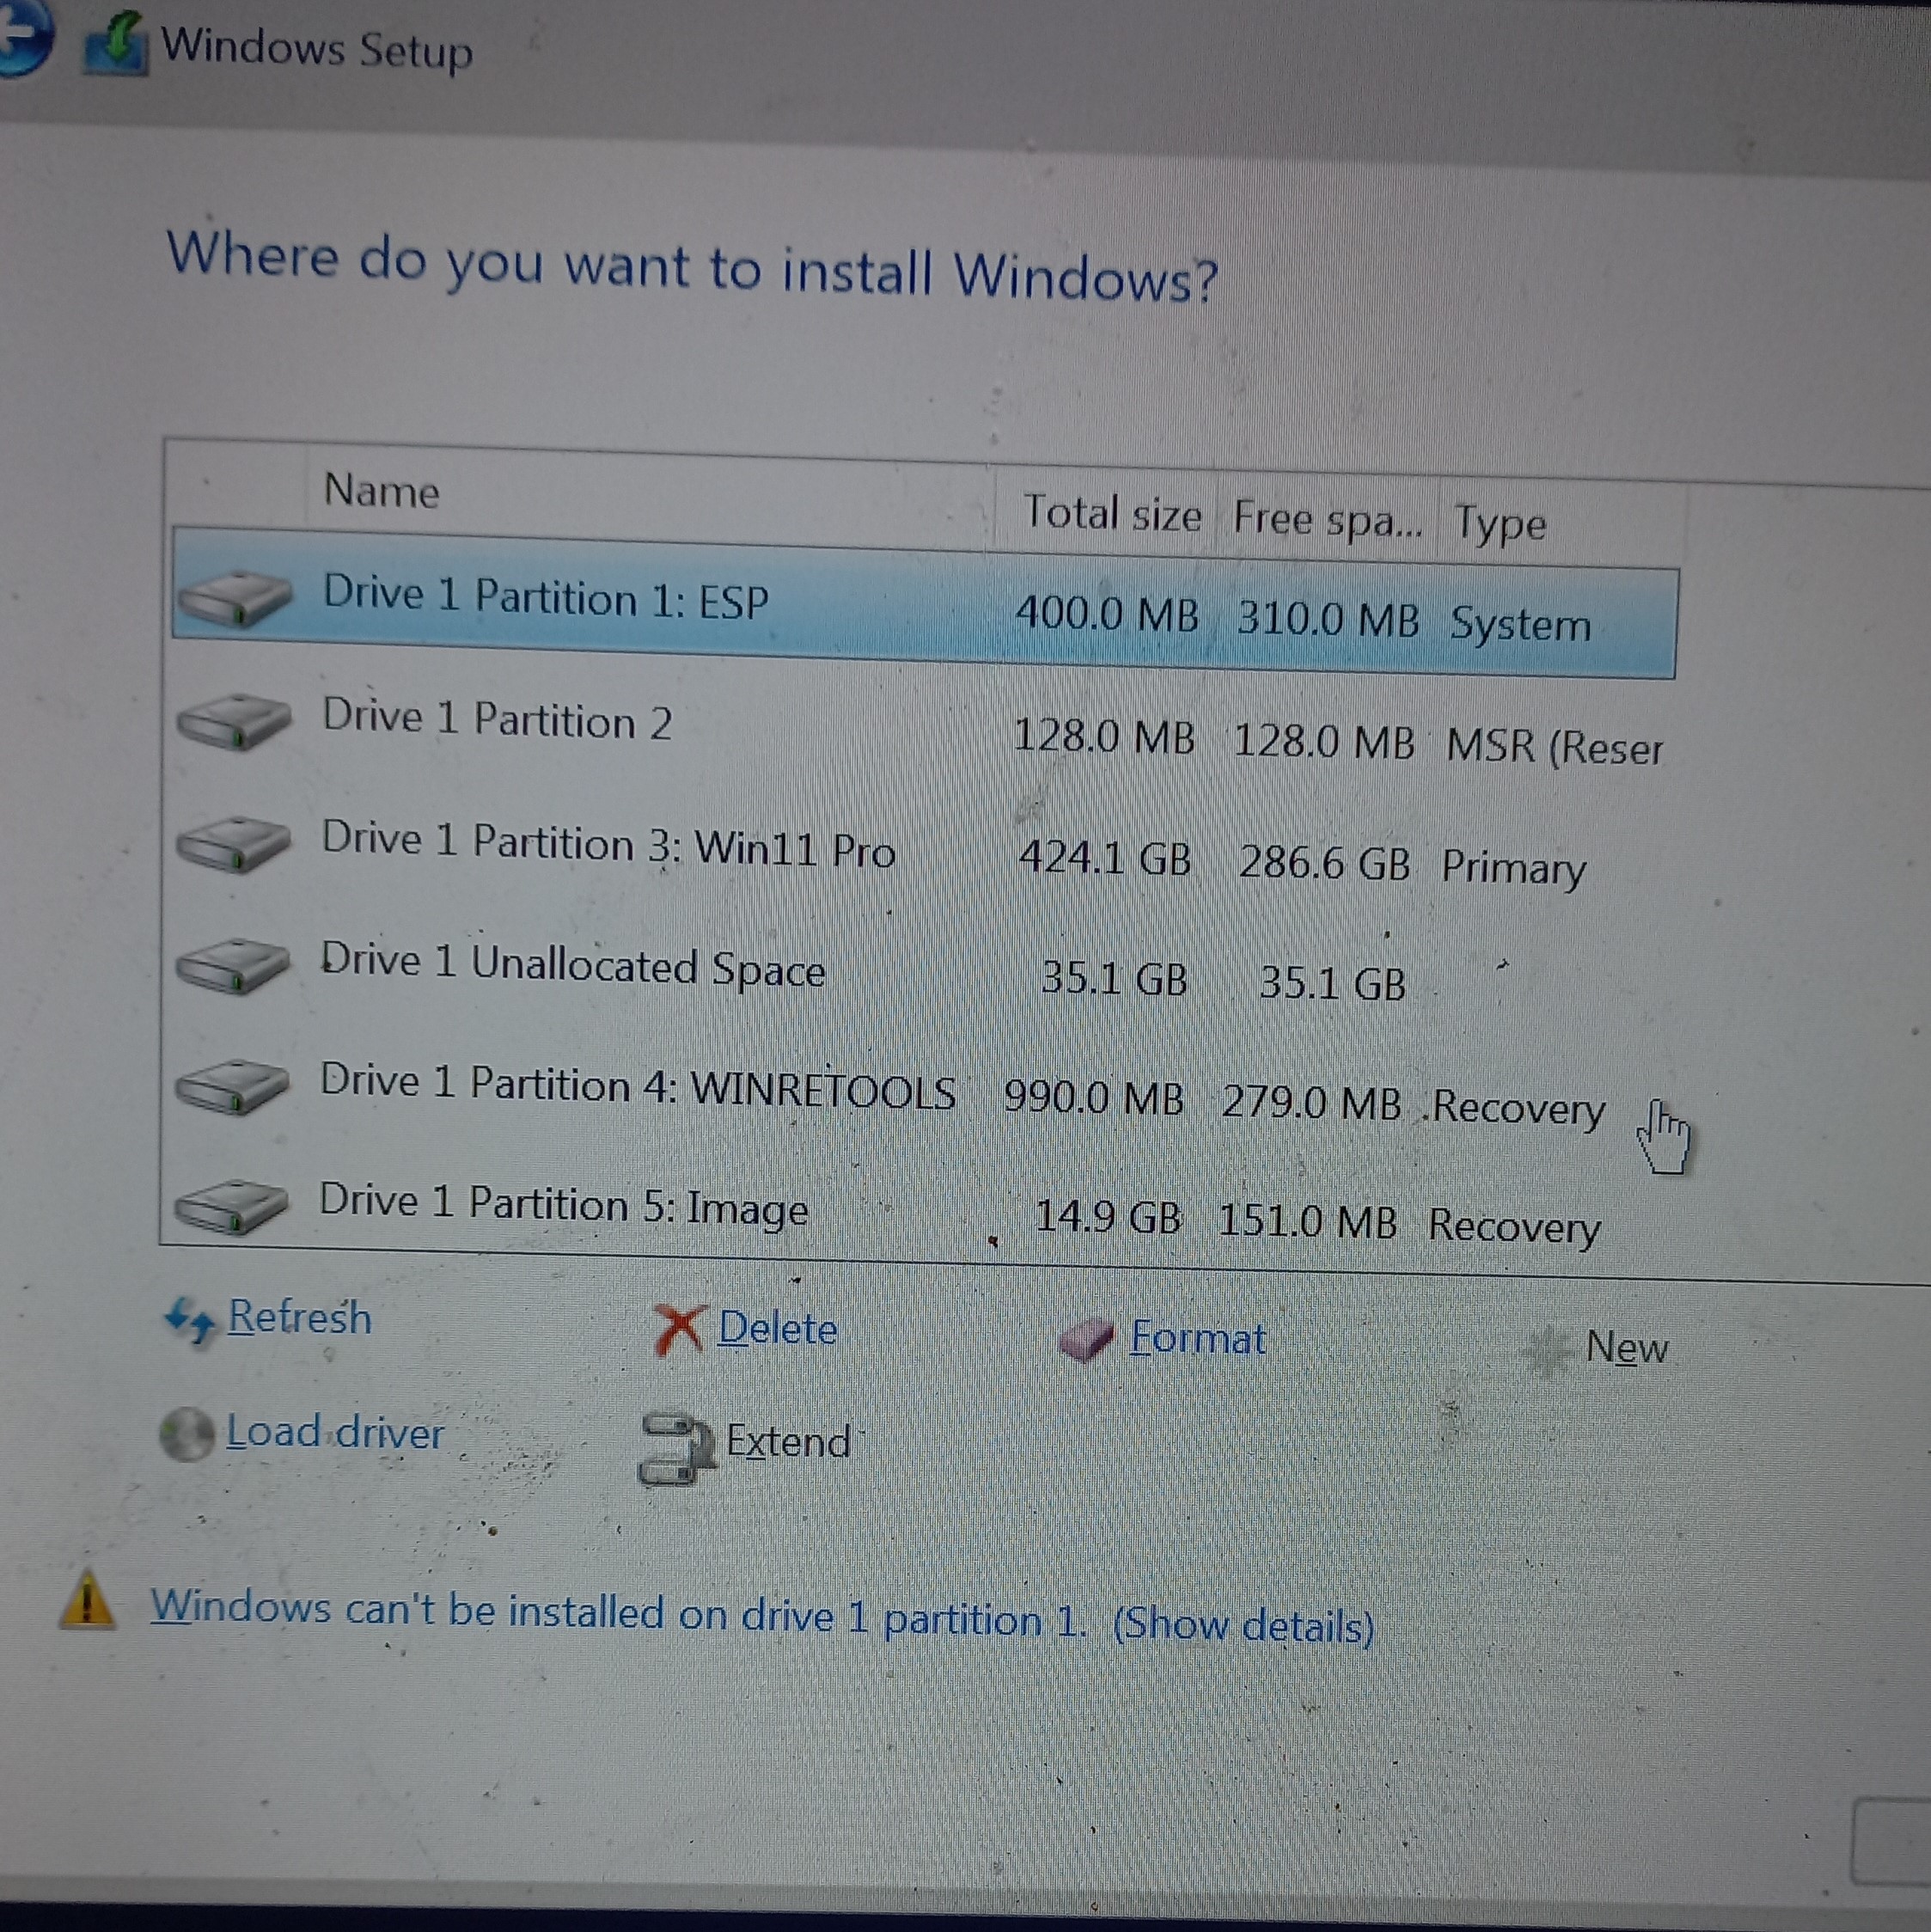 Windows Setup
Where do you want to install Windows?
Name Total size Free spa... Type
Drive 1 Partition 1: ESP 400.0 MB 310.0 MB System
Drive 1 Partition 2 128.0 MB 128.0 MB MSR (Reser
Drive 1 Partition 3: Win11 Pro 424.1 GB 286.6 GB Primary
Drive 1 Unallocated Space 35.1 GB 35.1 GB
Drive 1 Partition 4: WINRETOOLS 990.0 MB 279.0 MB Recovery
Drive 1 Partition 5: Image 14.9 GB 151.0 MB Recovery
Refresh Delete Format New
Load driver Extend
Windows can't be installed on drive 1 partition 1. (Show details)